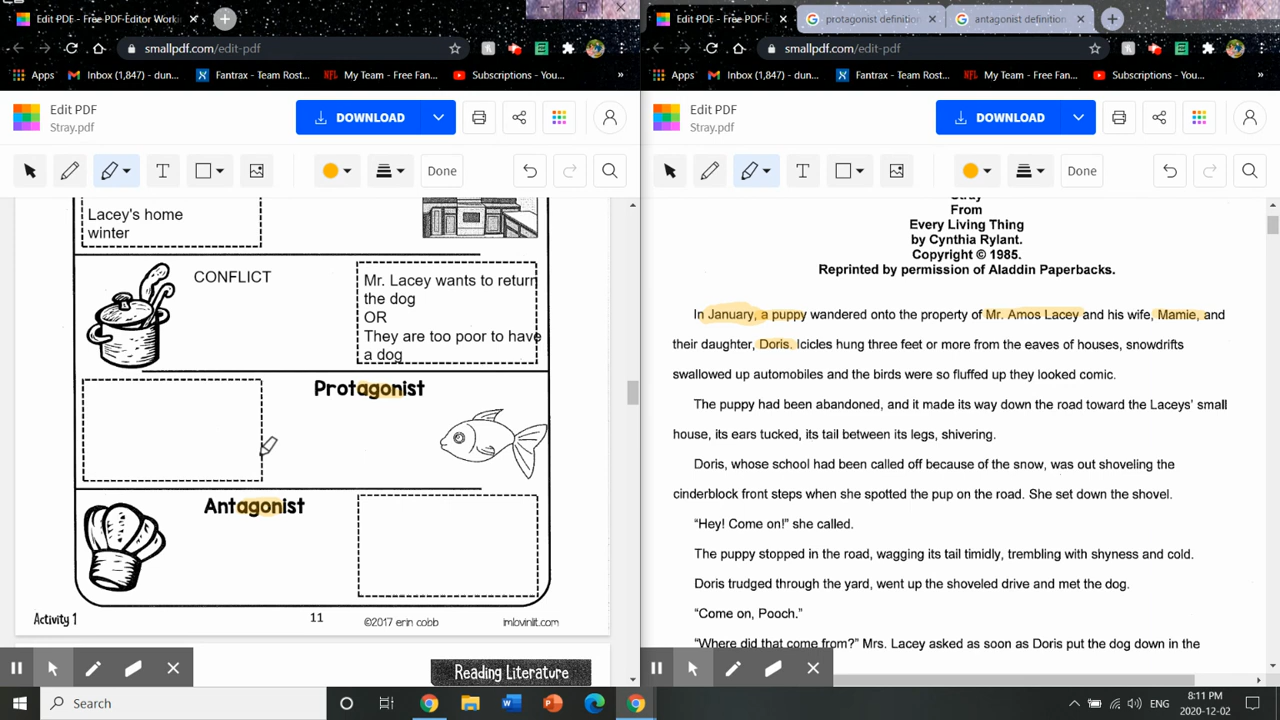 Edit PDF - Free PDF Editor Work
smallpdf.com/edit-pdf
Apps
Inbox (1,847) - dun...
Fantrax - Team Rost...
My Team - Free Fan...
Subscriptions - You...
»
Edit PDF
Stray.pdf
DOWNLOAD
T
Done
Lacey's home
winter
CONFLICT
Mr. Lacey wants to return
the dog
OR
They are too poor to have
a dog
Protagonist
Antagonist
Activity 1
11
©2017 erin cobb
imlovinlit.com
Reading Literature
Edit PDF - Free PDF
protagonist definition
antagonist definition
smallpdf.com/edit-pdf
Apps
Inbox (1,847) - dun...
Fantrax - Team Rost...
My Team - Free Fan...
Subscriptions - You...
»
Edit PDF
Stray.pdf
DOWNLOAD
T
Done
Stray
From
Every Living Thing
by Cynthia Rylant.
Copyright © 1985.
Reprinted by permission of Aladdin Paperbacks.
In January, a puppy wandered onto the property of Mr. Amos Lacey and his wife, Mamie, and
their daughter, Doris. Icicles hung three feet or more from the eaves of houses, snowdrifts
swallowed up automobiles and the birds were so fluffed up they looked comic.
The puppy had been abandoned, and it made its way down the road toward the Laceys' small
house, its ears tucked, its tail between its legs, shivering.
Doris, whose school had been called off because of the snow, was out shoveling the
cinderblock front steps when she spotted the pup on the road. She set down the shovel.
“Hey! Come on!” she called.
The puppy stopped in the road, wagging its tail timidly, trembling with shyness and cold.
Doris trudged through the yard, went up the shoveled drive and met the dog.
“Come on, Pooch.”
“Where did that come from?” Mrs. Lacey asked as soon as Doris put the dog down in the
Search
ENG
8:11 PM
2020-12-02